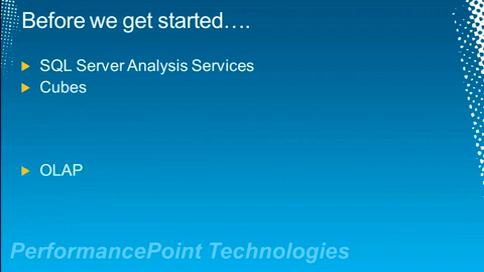 Before we get started….
SQL Server Analysis Services
Cubes
OLAP
PerformancePoint Technologies